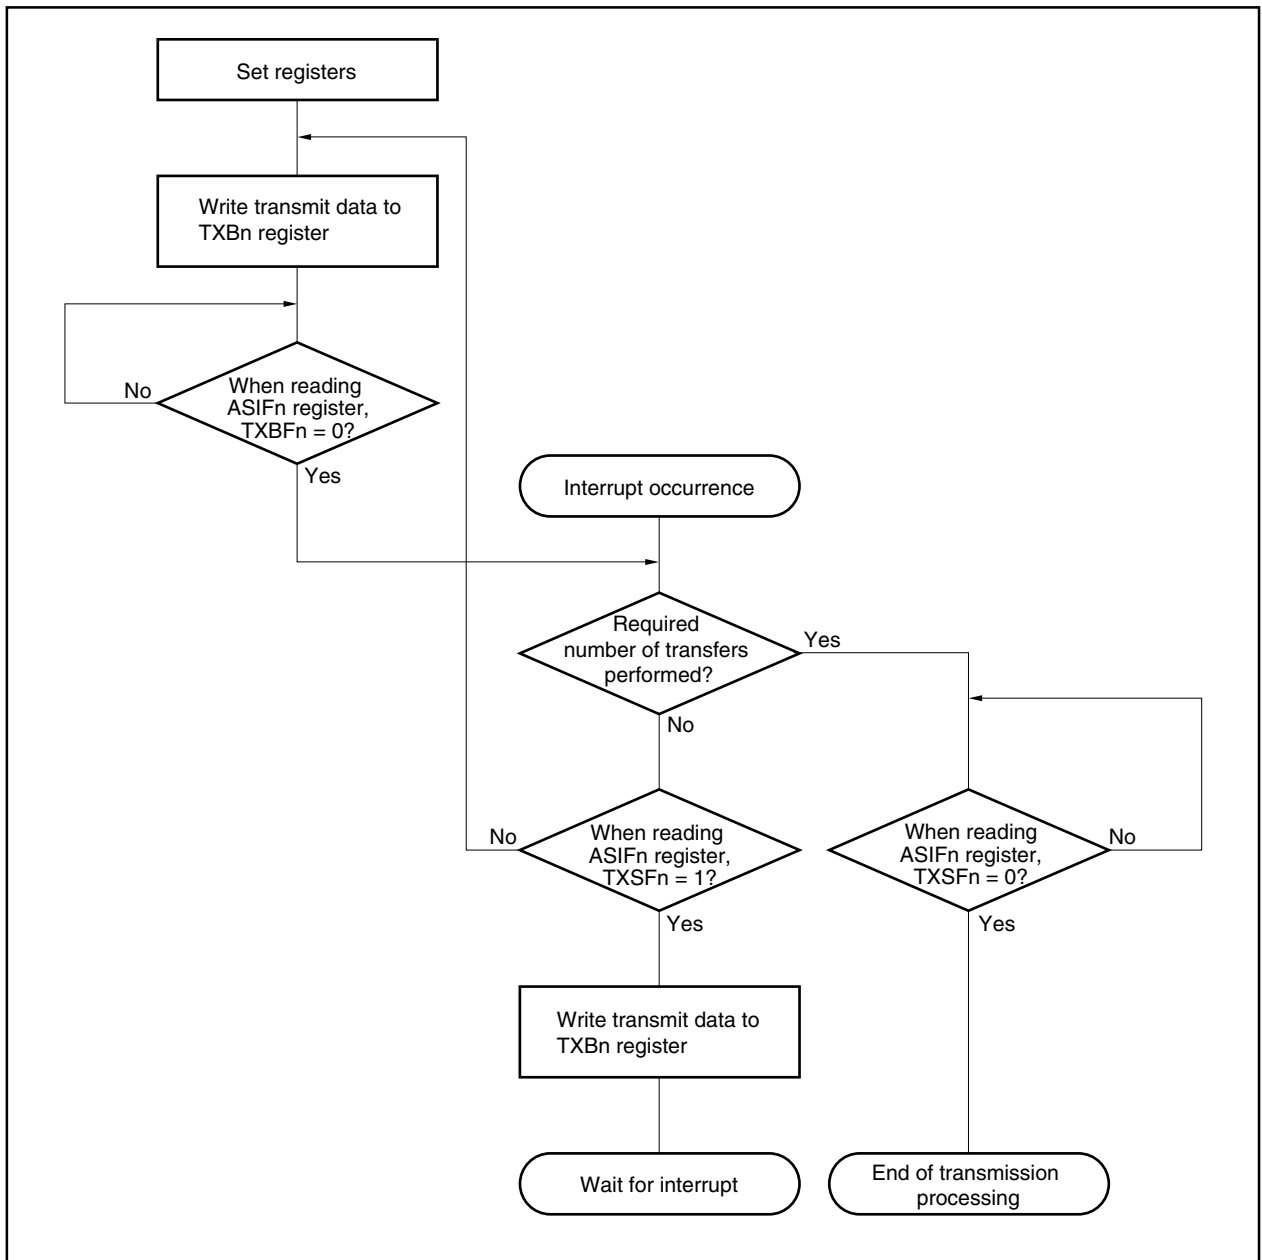 Set registers
Write transmit data to
TXBn register
No
When reading
ASIFn register,
TXBFn = 0?
Yes
Interrupt occurrence
Required
number of transfers
performed?
Yes
No
No
When reading
ASIFn register,
TXSFn = 1?
Yes
When reading
ASIFn register,
TXSFn = 0?
No
Yes
Write transmit data to
TXBn register
Wait for interrupt
End of transmission
processing